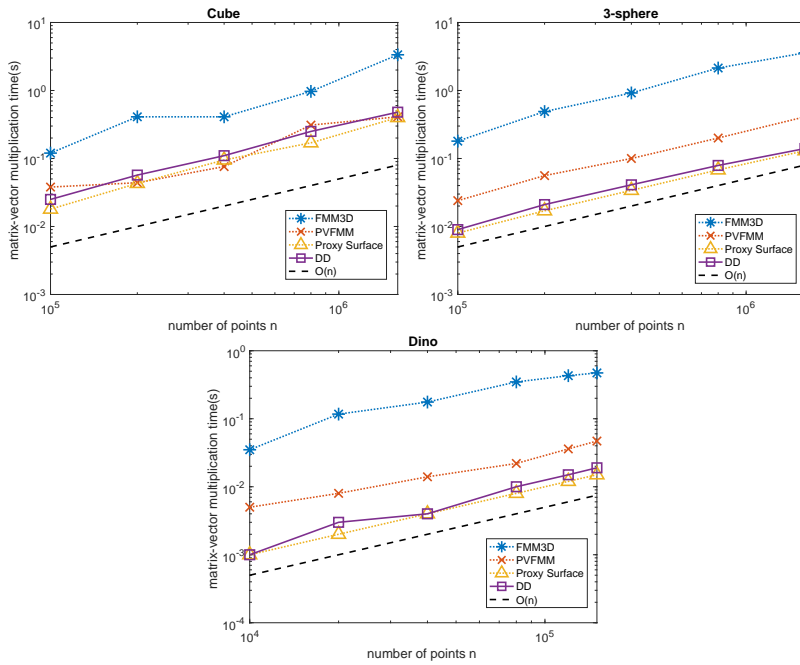 Cube
10^1
10^0
10^-1
10^-2
10^-3
matrix-vector multiplication time(s)
FMM3D
PVFMM
Proxy Surface
DD
O(n)
10^5
10^6
number of points n
3-sphere
10^1
10^0
10^-1
10^-2
10^-3
matrix-vector multiplication time(s)
FMM3D
PVFMM
Proxy Surface
DD
O(n)
10^5
10^6
number of points n
Dino
10^0
10^-1
10^-2
10^-3
10^-4
matrix-vector multiplication time(s)
FMM3D
PVFMM
Proxy Surface
DD
O(n)
10^4
10^5
number of points n